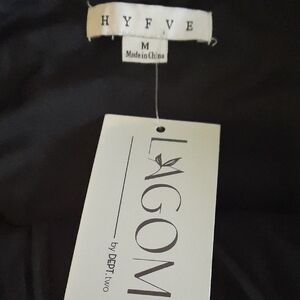 HYFVE
M
Made in China
LAGOM
by DEPT. two